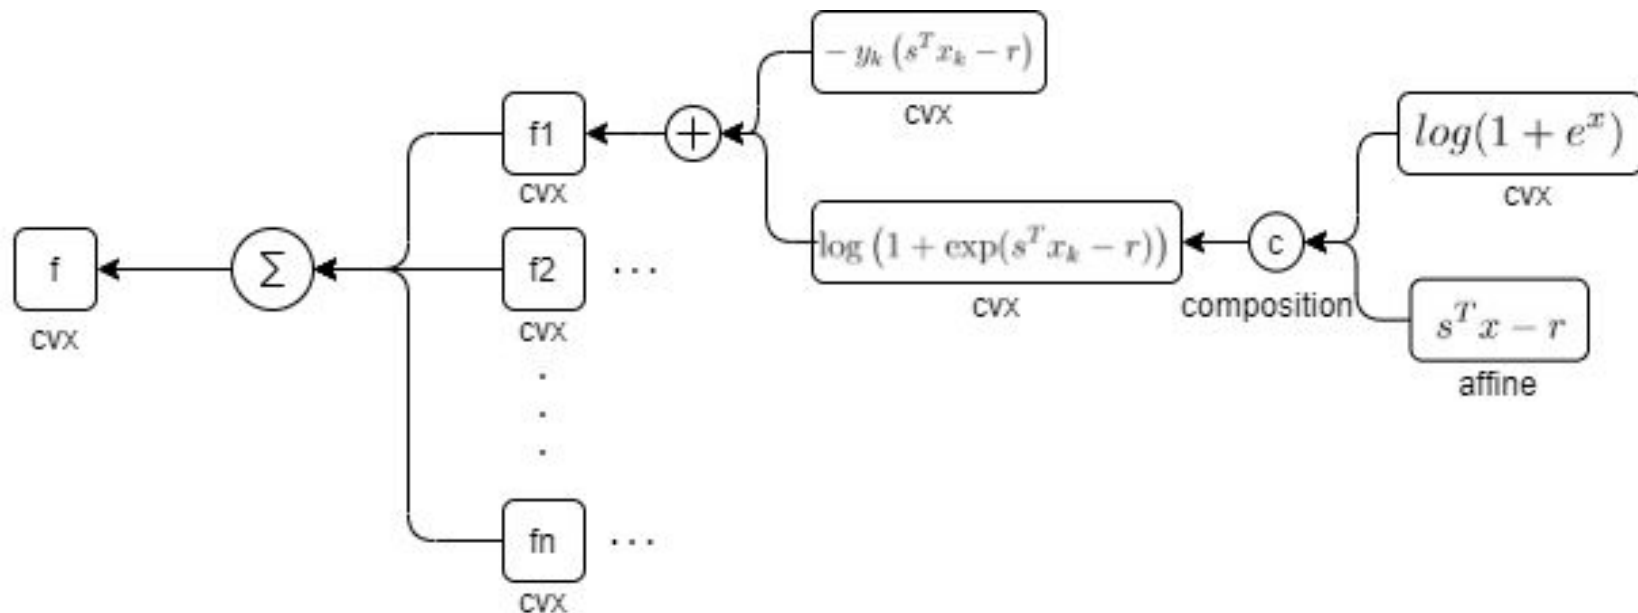 − y_k (s^T x_k − r)
cvx
f1
cvx
+
log(1 + e^x)
cvx
f
cvx
Σ
f2
cvx
...
log (1 + exp(s^T x_k − r))
cvx
c
composition
s^T x − r
affine
.
.
.
fn
cvx
...